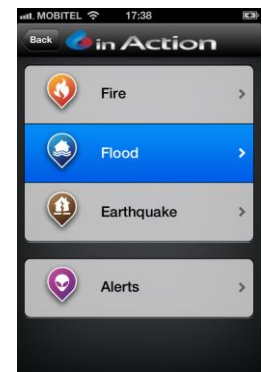 MOBITEL 17:38
Back in Action
Fire
Flood
Earthquake
Alerts